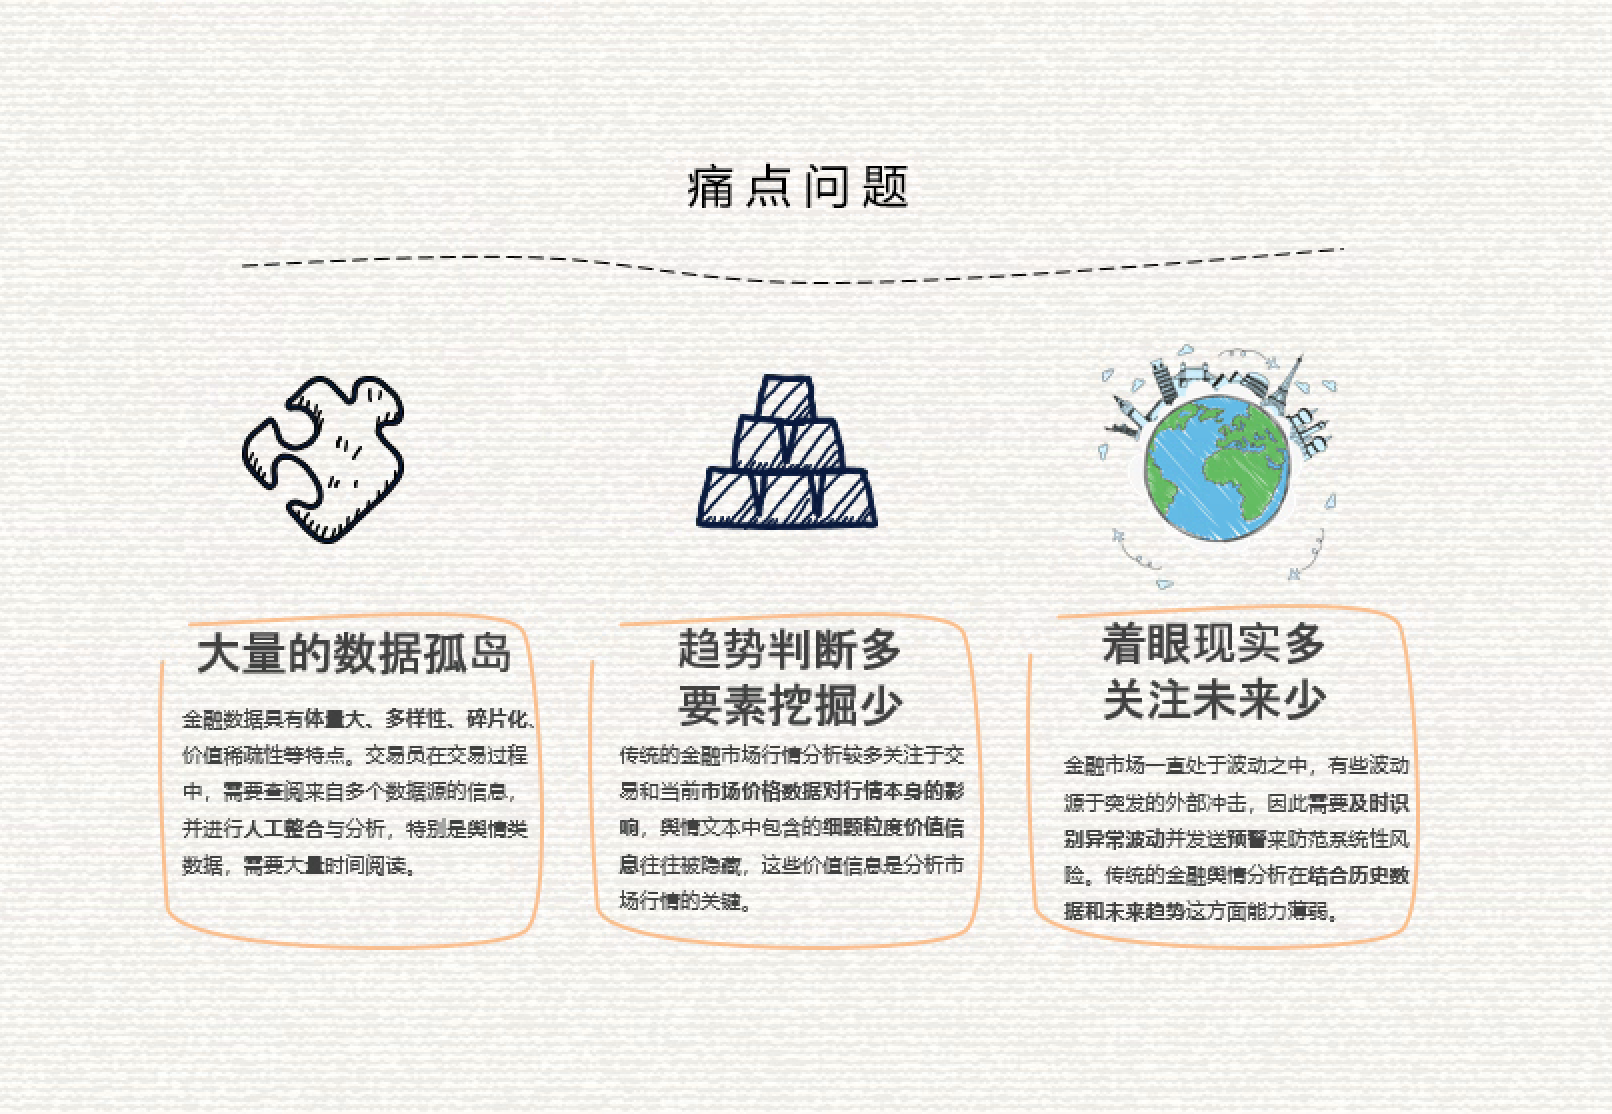 痛点问题
大量的数据孤岛
金融数据具有体量大、多样性、碎片化、
价值稀疏性等特点。交易员在交易过程
中，需要查阅来自多个数据源的信息，
并进行人工整合与分析，特别是舆情类
数据，需要大量时间阅读。
趋势判断多
要素挖掘少
传统的金融市场行情分析较多关注于交
易和当前市场价格数据对行情本身的影
响，舆情文本中包含的细颗粒度价值信
息往往被隐藏，这些价值信息是分析市
场行情的关键。
着眼现实多
关注未来少
金融市场一直处于波动之中，有些波动
源于突发的外部冲击，因此需要及时识
别异常波动并发送预警来防范系统性风
险。传统的金融舆情分析在结合历史数
据和未来趋势这方面能力薄弱。